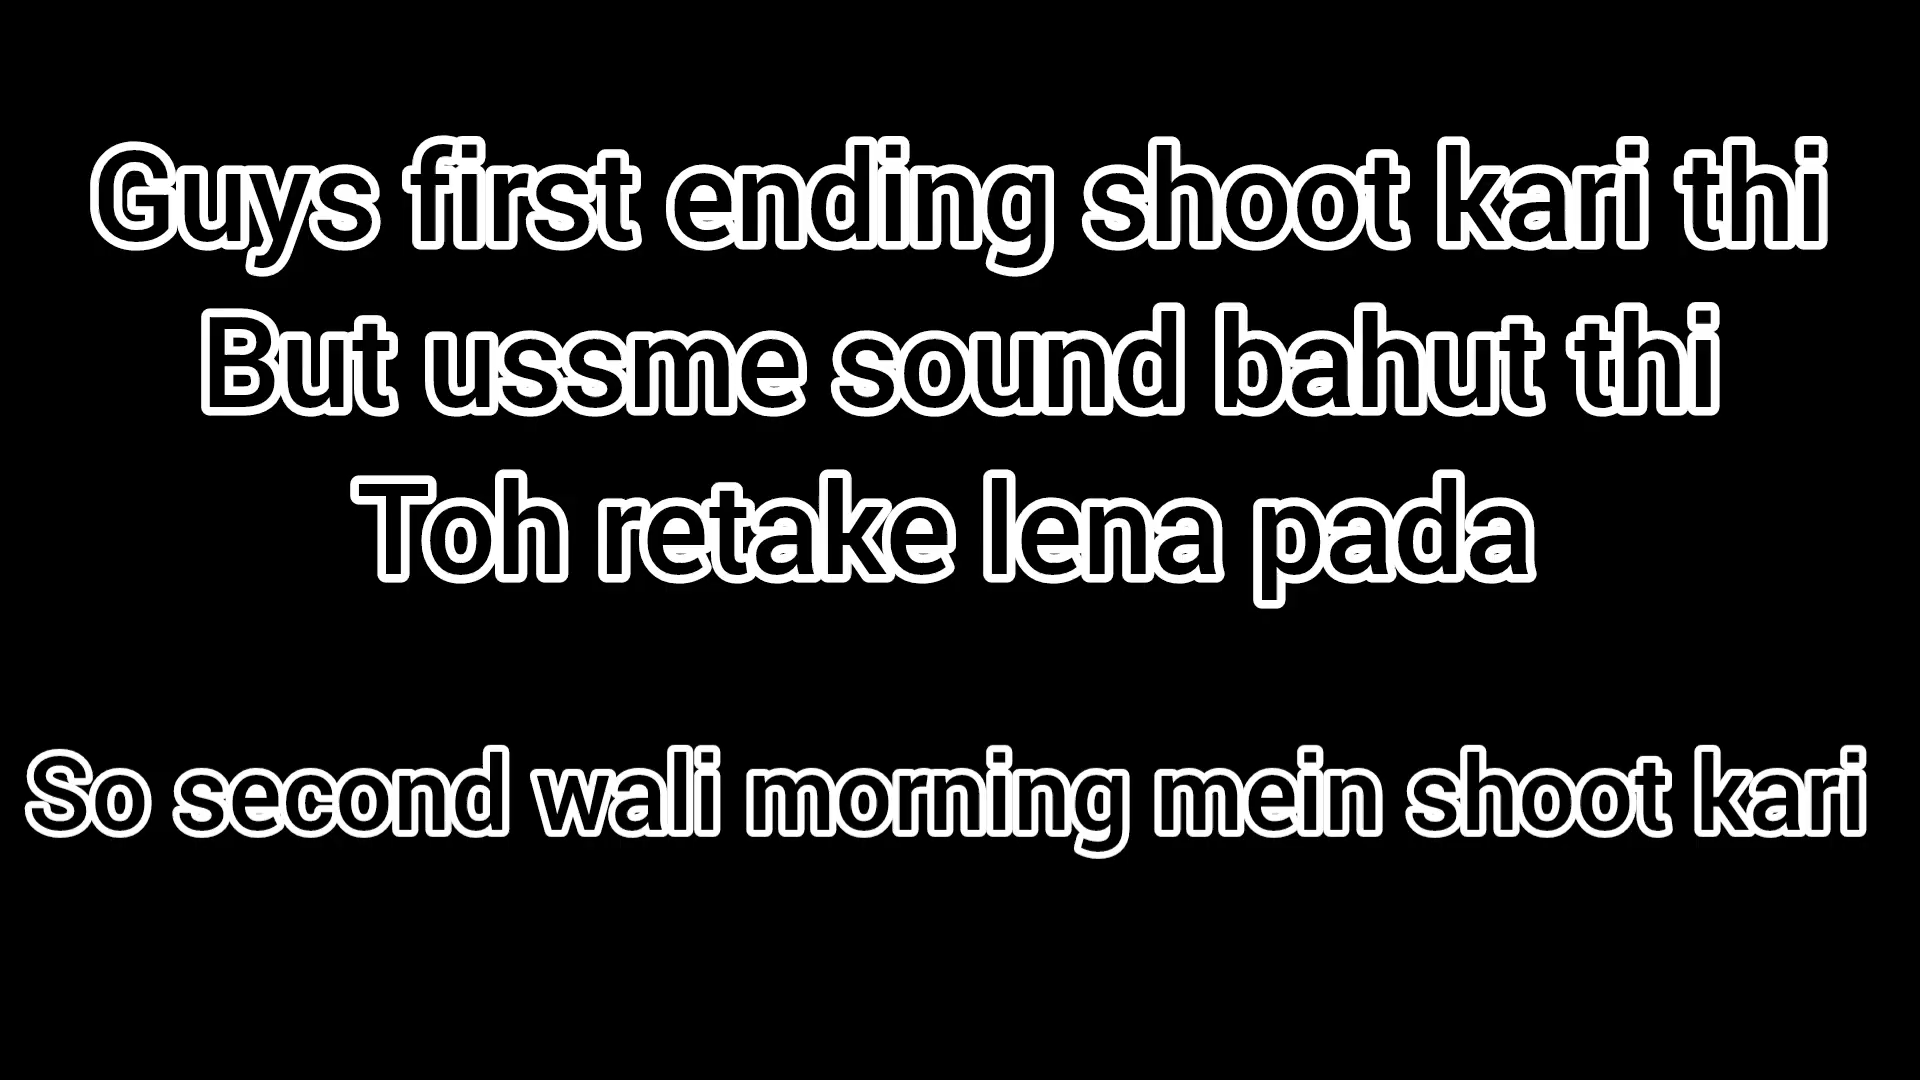 Guys first ending shoot kari thi
But ussme sound bahut thi
Toh retake lena pada
So second wali morning mein shoot kari